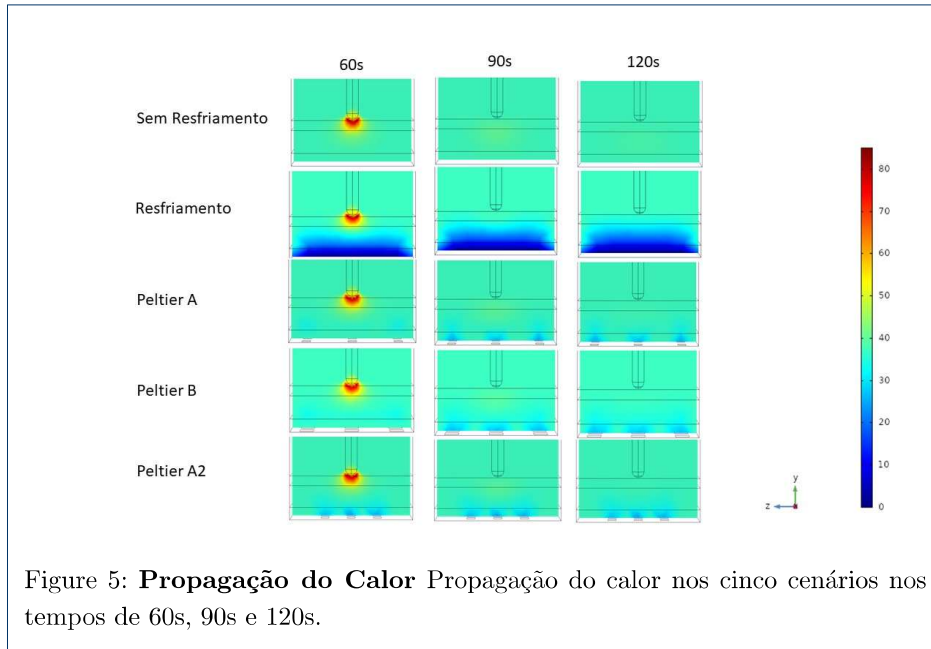 60s
90s
120s
Sem Resfriamento
Resfriamento
Peltier A
Peltier B
Peltier A2
80
70
60
50
40
30
20
10
0
y
z
Figure 5: Propagação do Calor Propagação do calor nos cinco cenários nos
tempos de 60s, 90s e 120s.